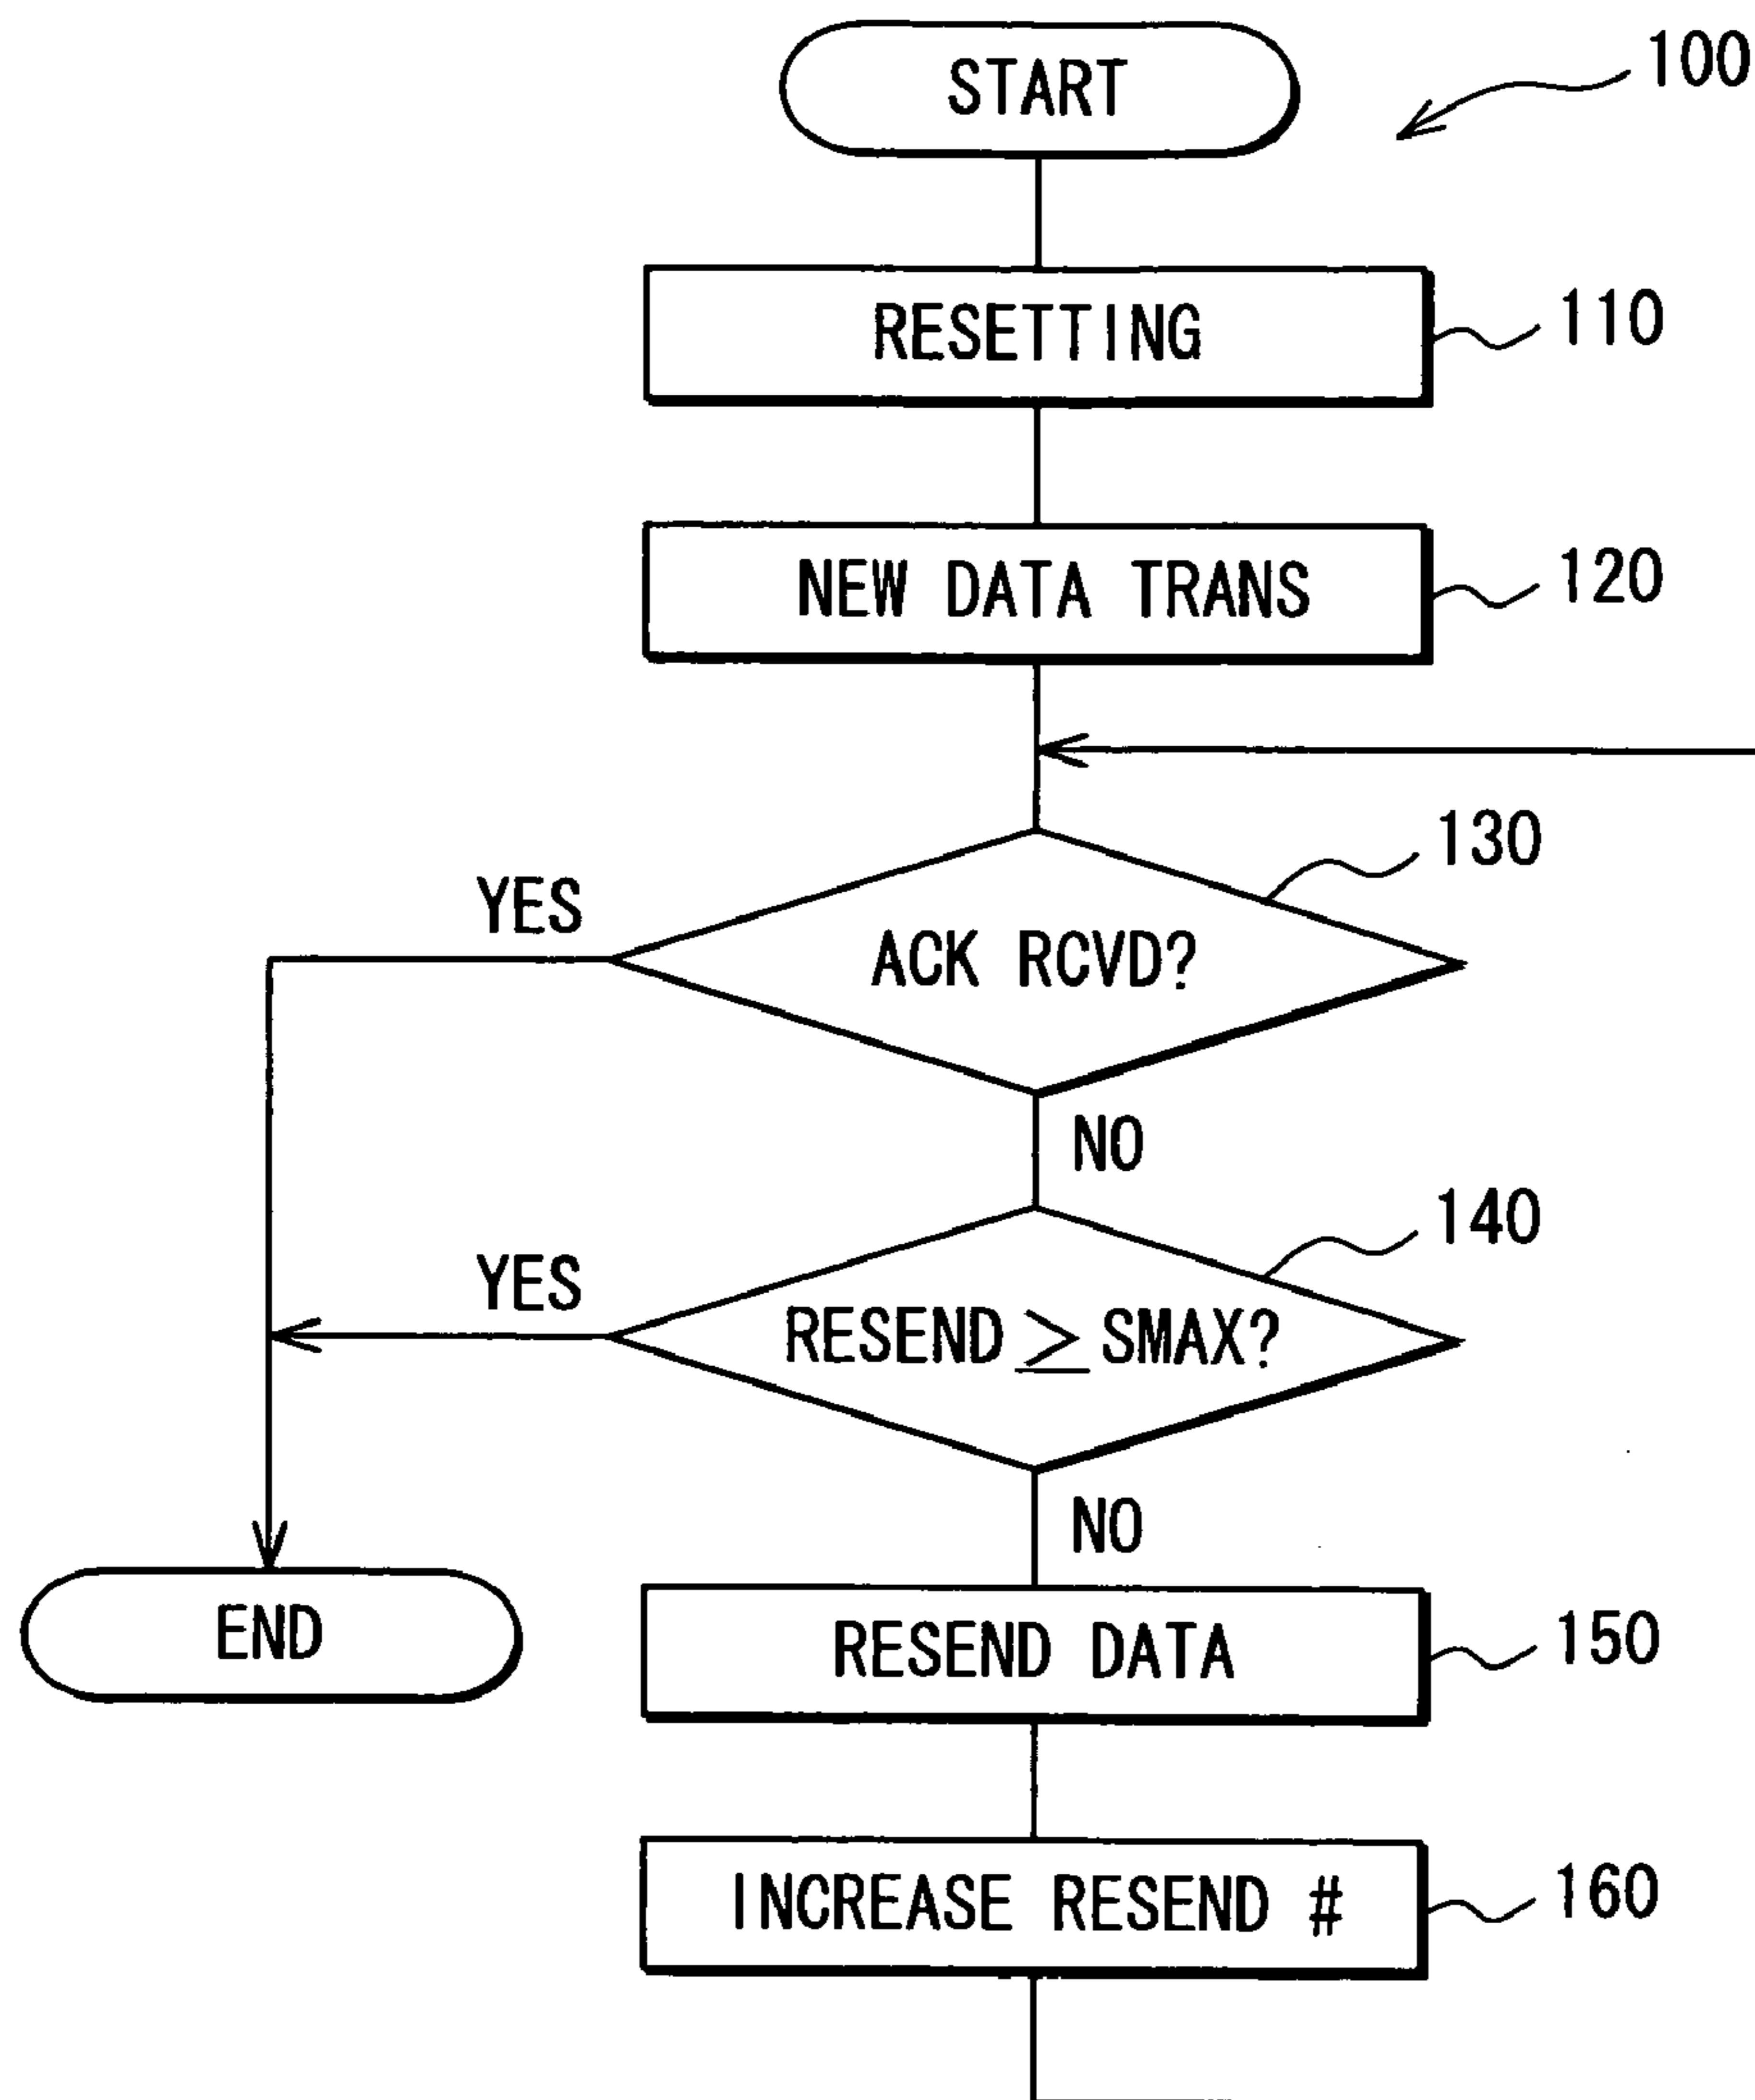 START
100
RESETTING
110
NEW DATA TRANS
120
130
YES
ACK RCVD?
NO
140
YES
RESEND ≥ SMAX?
NO
END
RESEND DATA
150
INCREASE RESEND #
160